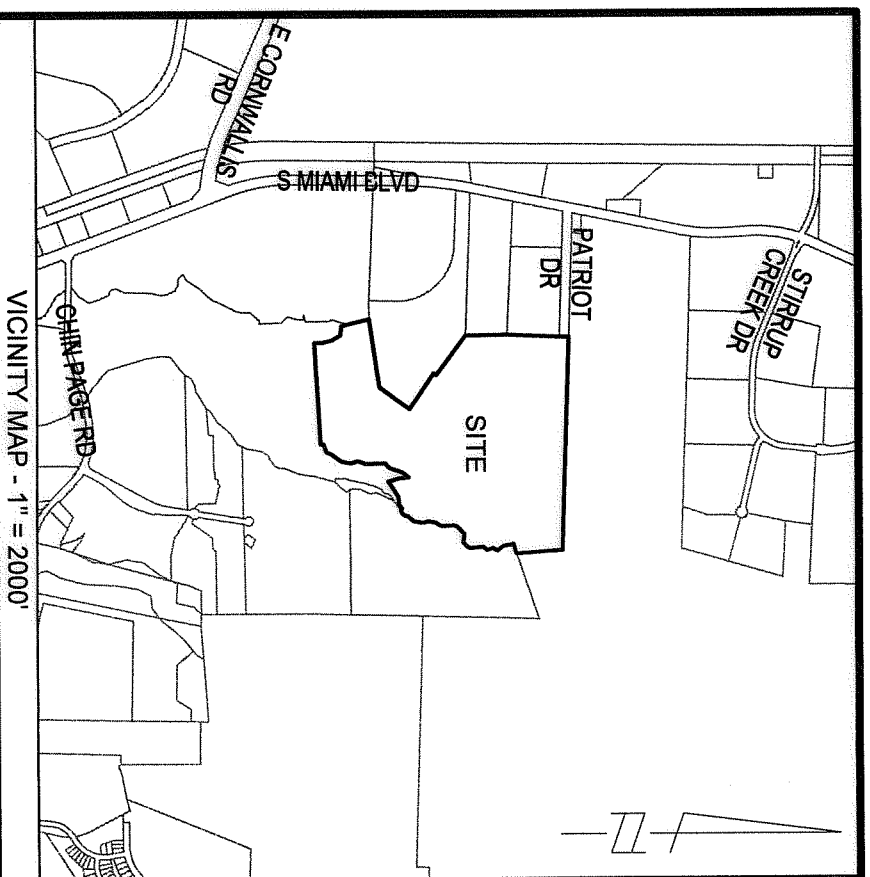 E CORNWALLIS
RD
S MIAMI BLVD
PATRIOT
DR
STIRRUP
CREEK DR
CHIN PAGE RD
SITE
N
VICINITY MAP - 1" = 2000'